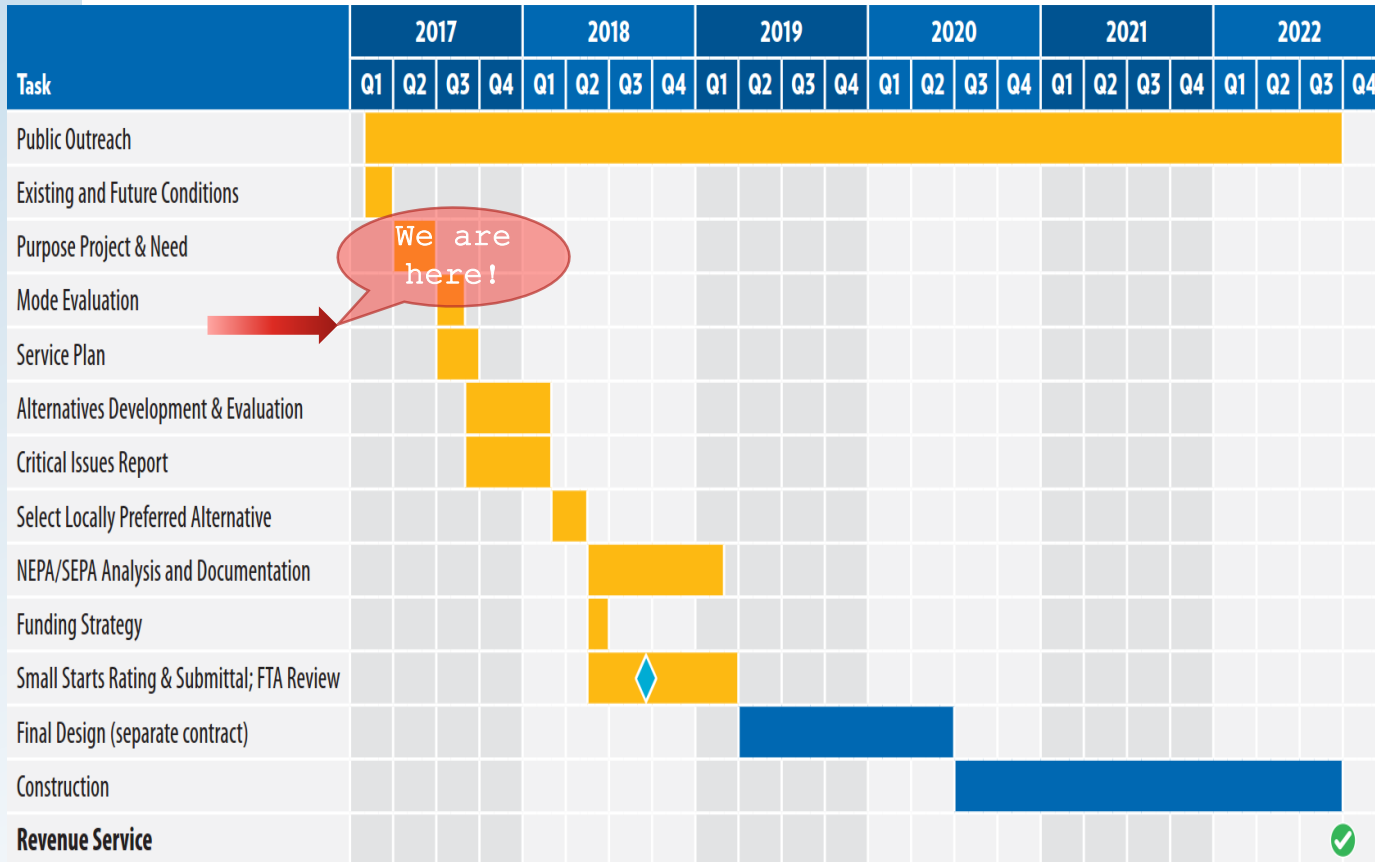 2017 2018 2019 2020 2021 2022
Task Q1 Q2 Q3 Q4 Q1 Q2 Q3 Q4 Q1 Q2 Q3 Q4 Q1 Q2 Q3 Q4 Q1 Q2 Q3 Q4 Q1 Q2 Q3 Q4
Public Outreach
Existing and Future Conditions
Purpose Project & Need
We are
here!
Mode Evaluation
Service Plan
Alternatives Development & Evaluation
Critical Issues Report
Select Locally Preferred Alternative
NEPA/SEPA Analysis and Documentation
Funding Strategy
Small Starts Rating & Submittal; FTA Review
Final Design (separate contract)
Construction
Revenue Service